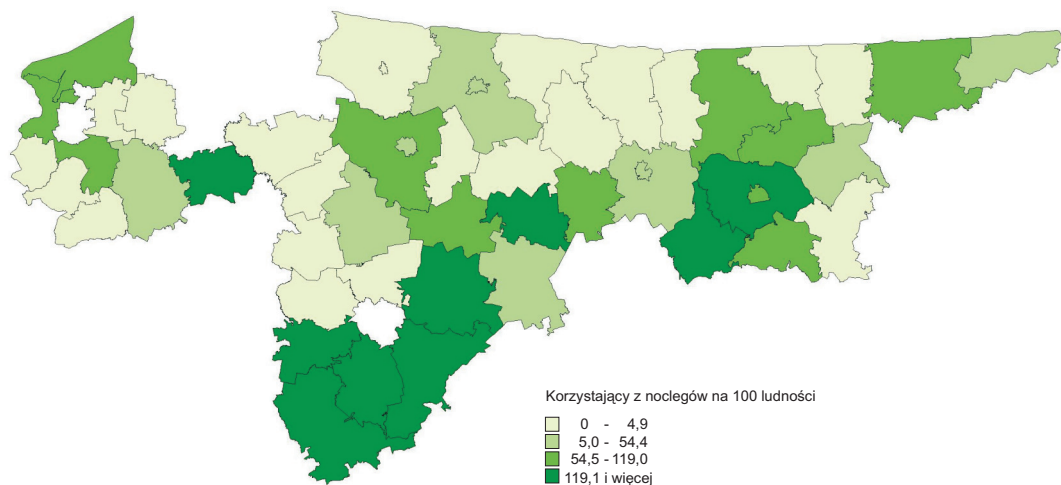 Korzystający z noclegów na 100 ludności
0 - 4,9
5,0 - 54,4
54,5 - 119,0
119,1 i więcej